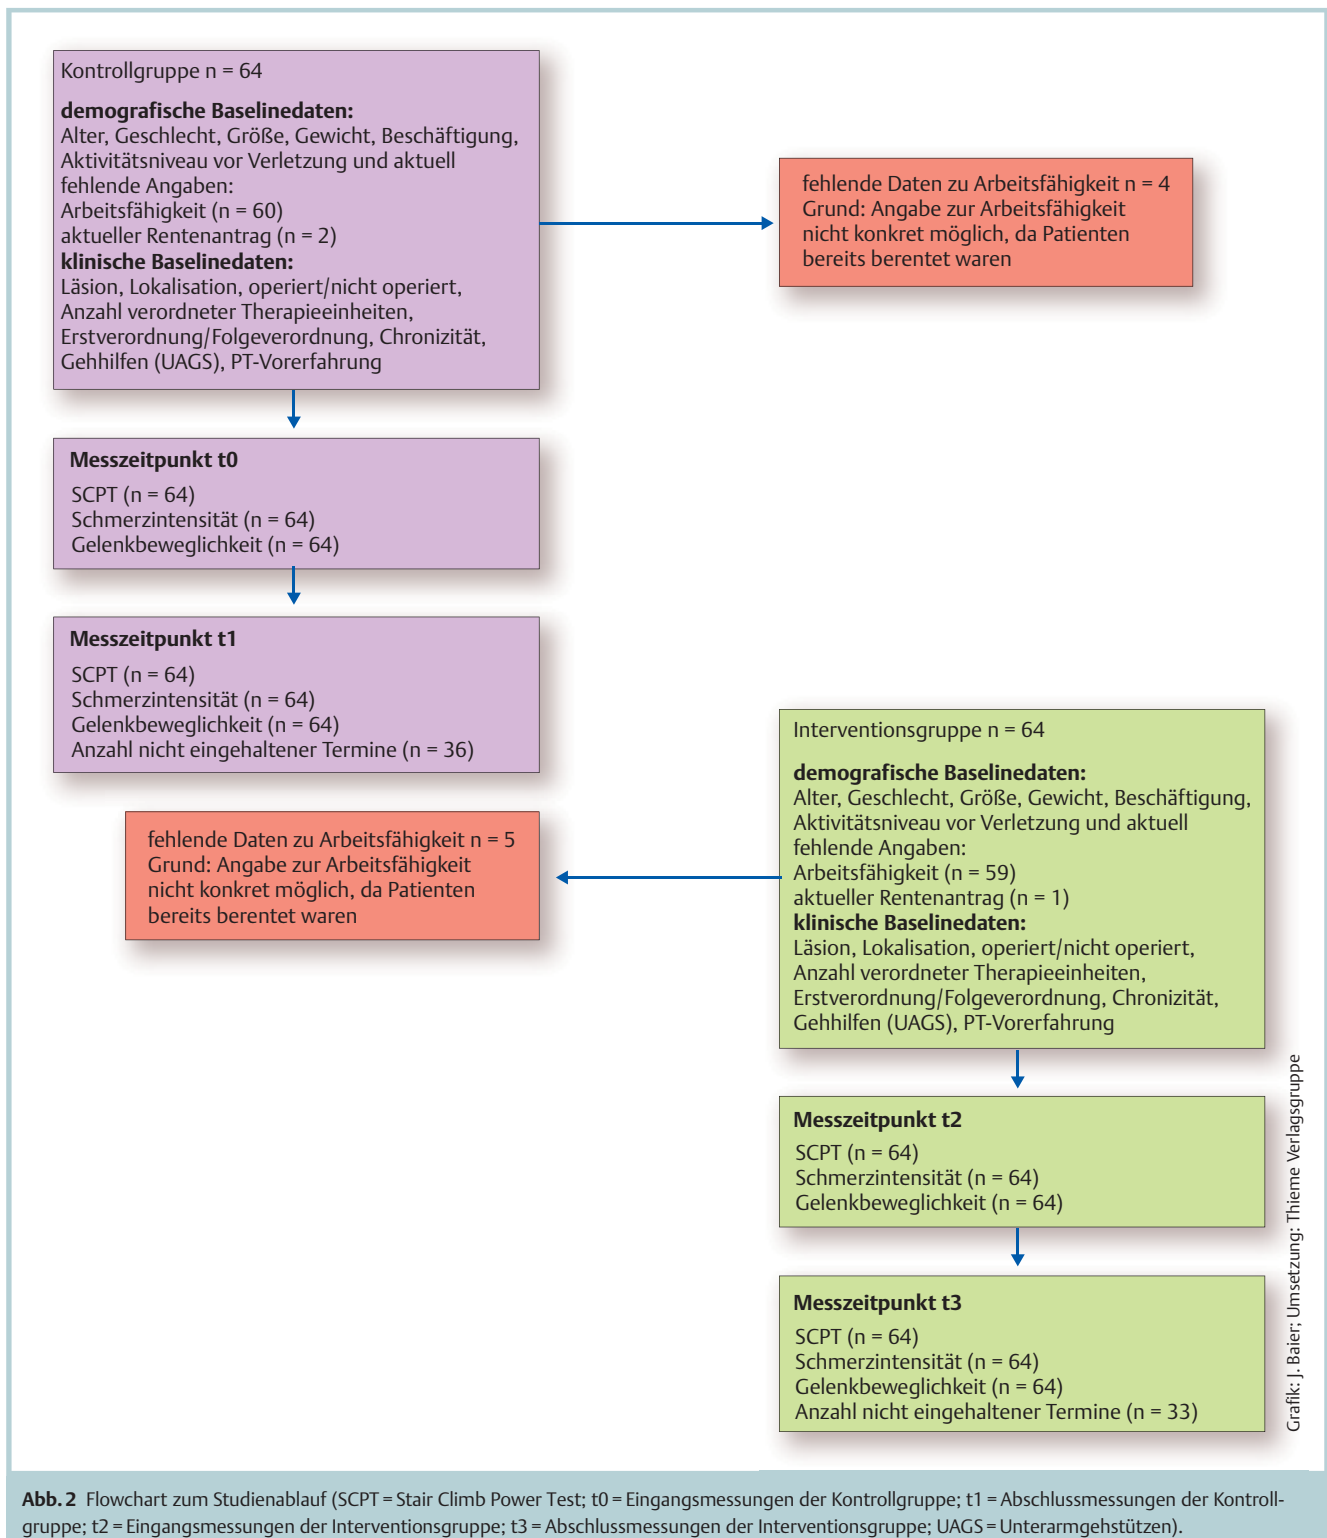 Kontrollgruppe n = 64
demografische Baselinedaten:
Alter, Geschlecht, Größe, Gewicht, Beschäftigung,
Aktivitätsniveau vor Verletzung und aktuell
fehlende Angaben:
Arbeitsfähigkeit (n = 60)
aktueller Rentenantrag (n = 2)
klinische Baselinedaten:
Läsion, Lokalisation, operiert/nicht operiert,
Anzahl verordneter Therapieeinheiten,
Erstverordnung/Folgeverordnung, Chronizität,
Gehhilfen (UAGS), PT-Vorerfahrung
fehlende Daten zu Arbeitsfähigkeit n = 4
Grund: Angabe zur Arbeitsfähigkeit
nicht konkret möglich, da Patienten
bereits berentet waren
Messzeitpunkt t0
SCPT (n = 64)
Schmerzintensität (n = 64)
Gelenkbeweglichkeit (n = 64)
Messzeitpunkt t1
SCPT (n = 64)
Schmerzintensität (n = 64)
Gelenkbeweglichkeit (n = 64)
Anzahl nicht eingehaltener Termine (n = 36)
Interventionsgruppe n = 64
demografische Baselinedaten:
Alter, Geschlecht, Größe, Gewicht, Beschäftigung,
Aktivitätsniveau vor Verletzung und aktuell
fehlende Angaben:
Arbeitsfähigkeit (n = 59)
aktueller Rentenantrag (n = 1)
klinische Baselinedaten:
Läsion, Lokalisation, operiert/nicht operiert,
Anzahl verordneter Therapieeinheiten,
Erstverordnung/Folgeverordnung, Chronizität,
Gehhilfen (UAGS), PT-Vorerfahrung
fehlende Daten zu Arbeitsfähigkeit n = 5
Grund: Angabe zur Arbeitsfähigkeit
nicht konkret möglich, da Patienten
bereits berentet waren
Messzeitpunkt t2
SCPT (n = 64)
Schmerzintensität (n = 64)
Gelenkbeweglichkeit (n = 64)
Messzeitpunkt t3
SCPT (n = 64)
Schmerzintensität (n = 64)
Gelenkbeweglichkeit (n = 64)
Anzahl nicht eingehaltener Termine (n = 33)
Grafik: J. Baier; Umsetzung: Thieme Verlagsgruppe
Abb. 2 Flowchart zum Studienablauf (SCPT = Stair Climb Power Test; t0 = Eingangsmessungen der Kontrollgruppe; t1 = Abschlussmessungen der Kontroll-
gruppe; t2 = Eingangsmessungen der Interventionsgruppe; t3 = Abschlussmessungen der Interventionsgruppe; UAGS = Unterarmgehstützen).